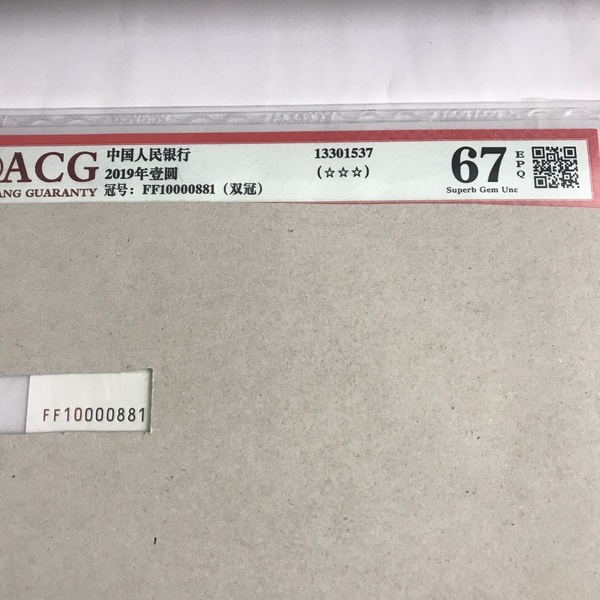 ACG
ANG GUARANTY
中国人民银行
2019年壹圆
冠号: FF10000881 (双冠)
13301537
(☆☆☆)
67
EPQ
Superb Gem Unc
FF10000881